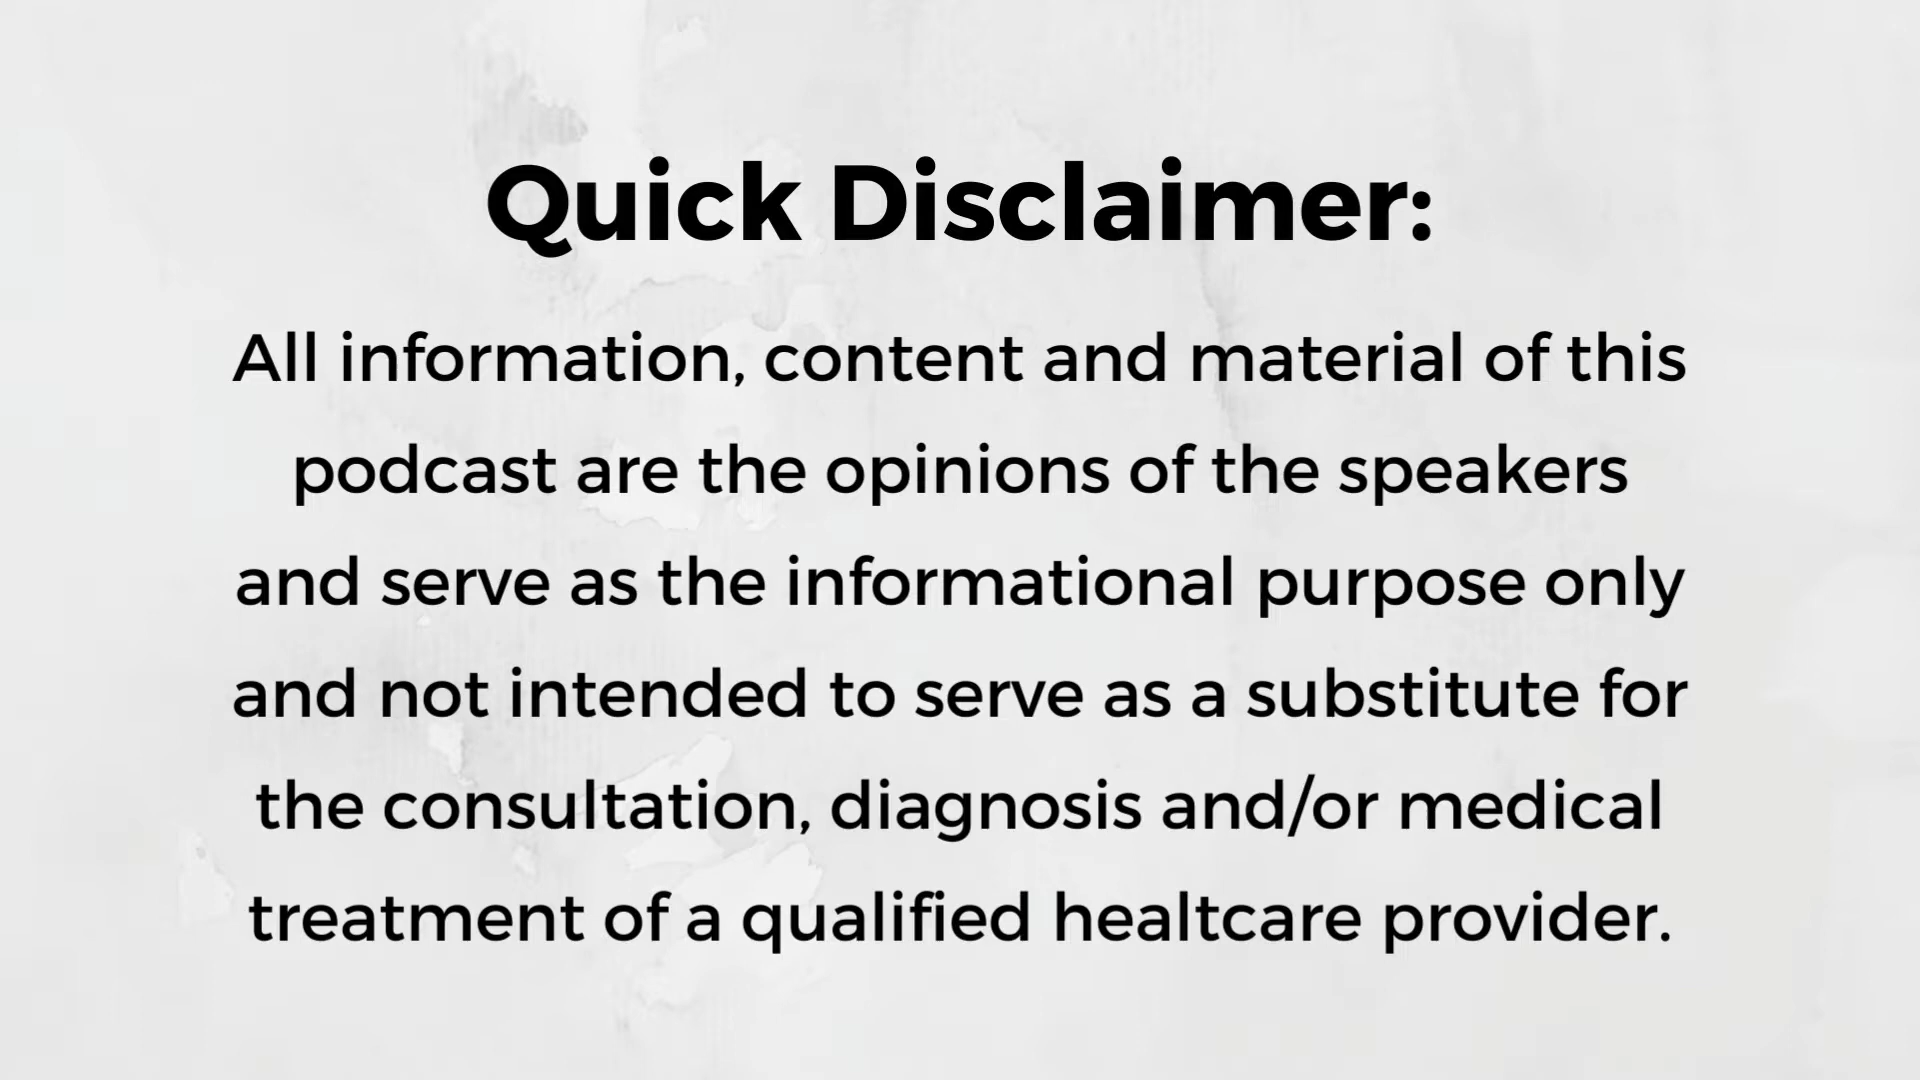 Quick Disclaimer:
All information, content and material of this
podcast are the opinions of the speakers
and serve as the informational purpose only
and not intended to serve as a substitute for
the consultation, diagnosis and/or medical
treatment of a qualified healtcare provider.